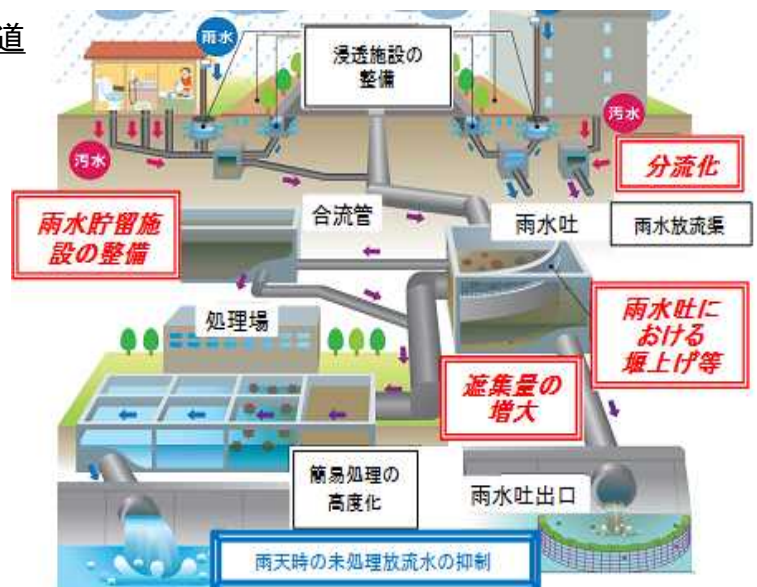 道
雨水
浸透施設の
整備
汚水
汚水
分流化
雨水貯留施
設の整備
合流管
雨水吐
雨水放流渠
処理場
雨水吐に
おける
堰上げ等
遮集量の
増大
簡易処理の
高度化
雨水吐出口
雨天時の未処理放流水の抑制